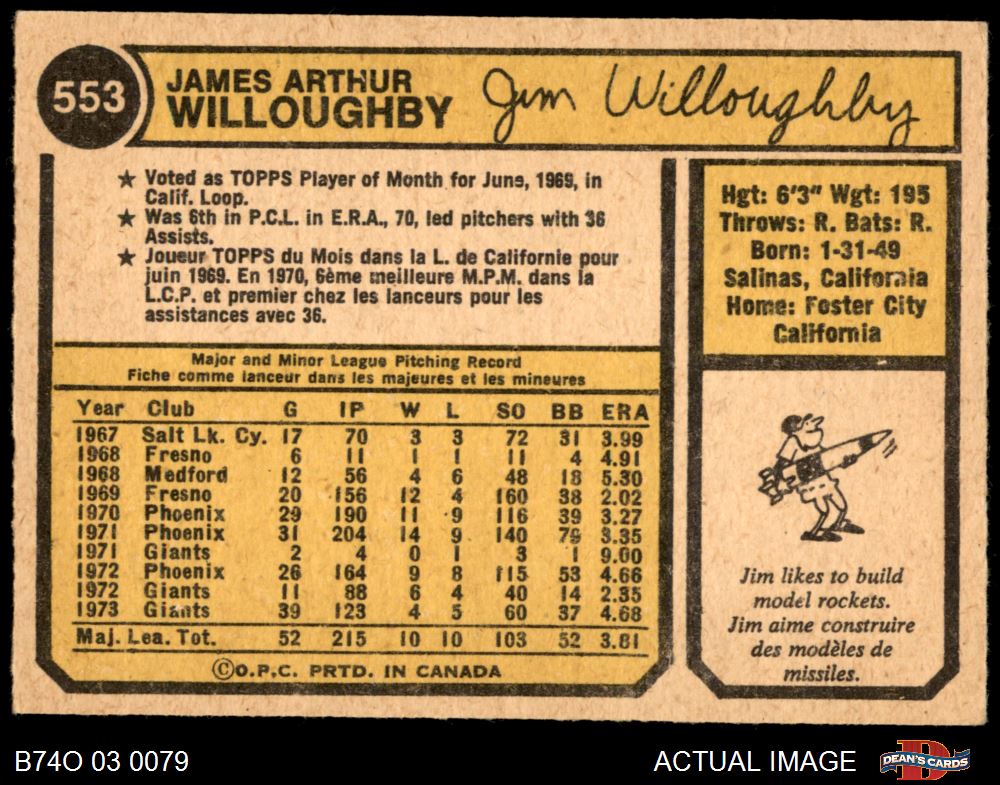 553
JAMES ARTHUR
WILLOUGHBY
Jim Willoughby
★ Voted as TOPPS Player of Month for June, 1969, in
Calif. Loop.
★ Was 6th in P.C.L. in E.R.A., 70, led pitchers with 36
Assists.
★ Joueur TOPPS du Mois dans la L. de Californie pour
juin 1969. En 1970, 6ème meilleure M.P.M. dans la
L.C.P. et premier chez les lanceurs pour les
assistances avec 36.
Hgt: 6'3" Wgt: 195
Throws: R. Bats: R.
Born: 1-31-49
Salinas, California
Home: Foster City
California
Major and Minor League Pitching Record
Fiche comme lanceur dans les majeures et les mineures
Year Club G IP W L SO BB ERA
1967 Salt Lk. Cy. 17 70 3 3 72 31 3.99
1968 Fresno 6 11 1 1 11 4 4.91
1968 Medford 12 56 4 6 48 18 5.30
1969 Fresno 20 156 12 4 160 38 2.02
1970 Phoenix 29 190 11 9 116 39 3.27
1971 Phoenix 31 204 14 9 140 79 3.35
1971 Giants 2 4 0 1 3 1 9.00
1972 Phoenix 26 164 9 8 115 53 4.66
1972 Giants 11 88 6 4 40 14 2.35
1973 Giants 39 123 4 5 60 37 4.68
Maj. Lea. Tot. 52 215 10 10 103 52 3.81
©O.P.C. PRTD. IN CANADA
Jim likes to build
model rockets.
Jim aime construire
des modèles de
missiles.
B74O 03 0079
ACTUAL IMAGE
DEAN'S CARDS